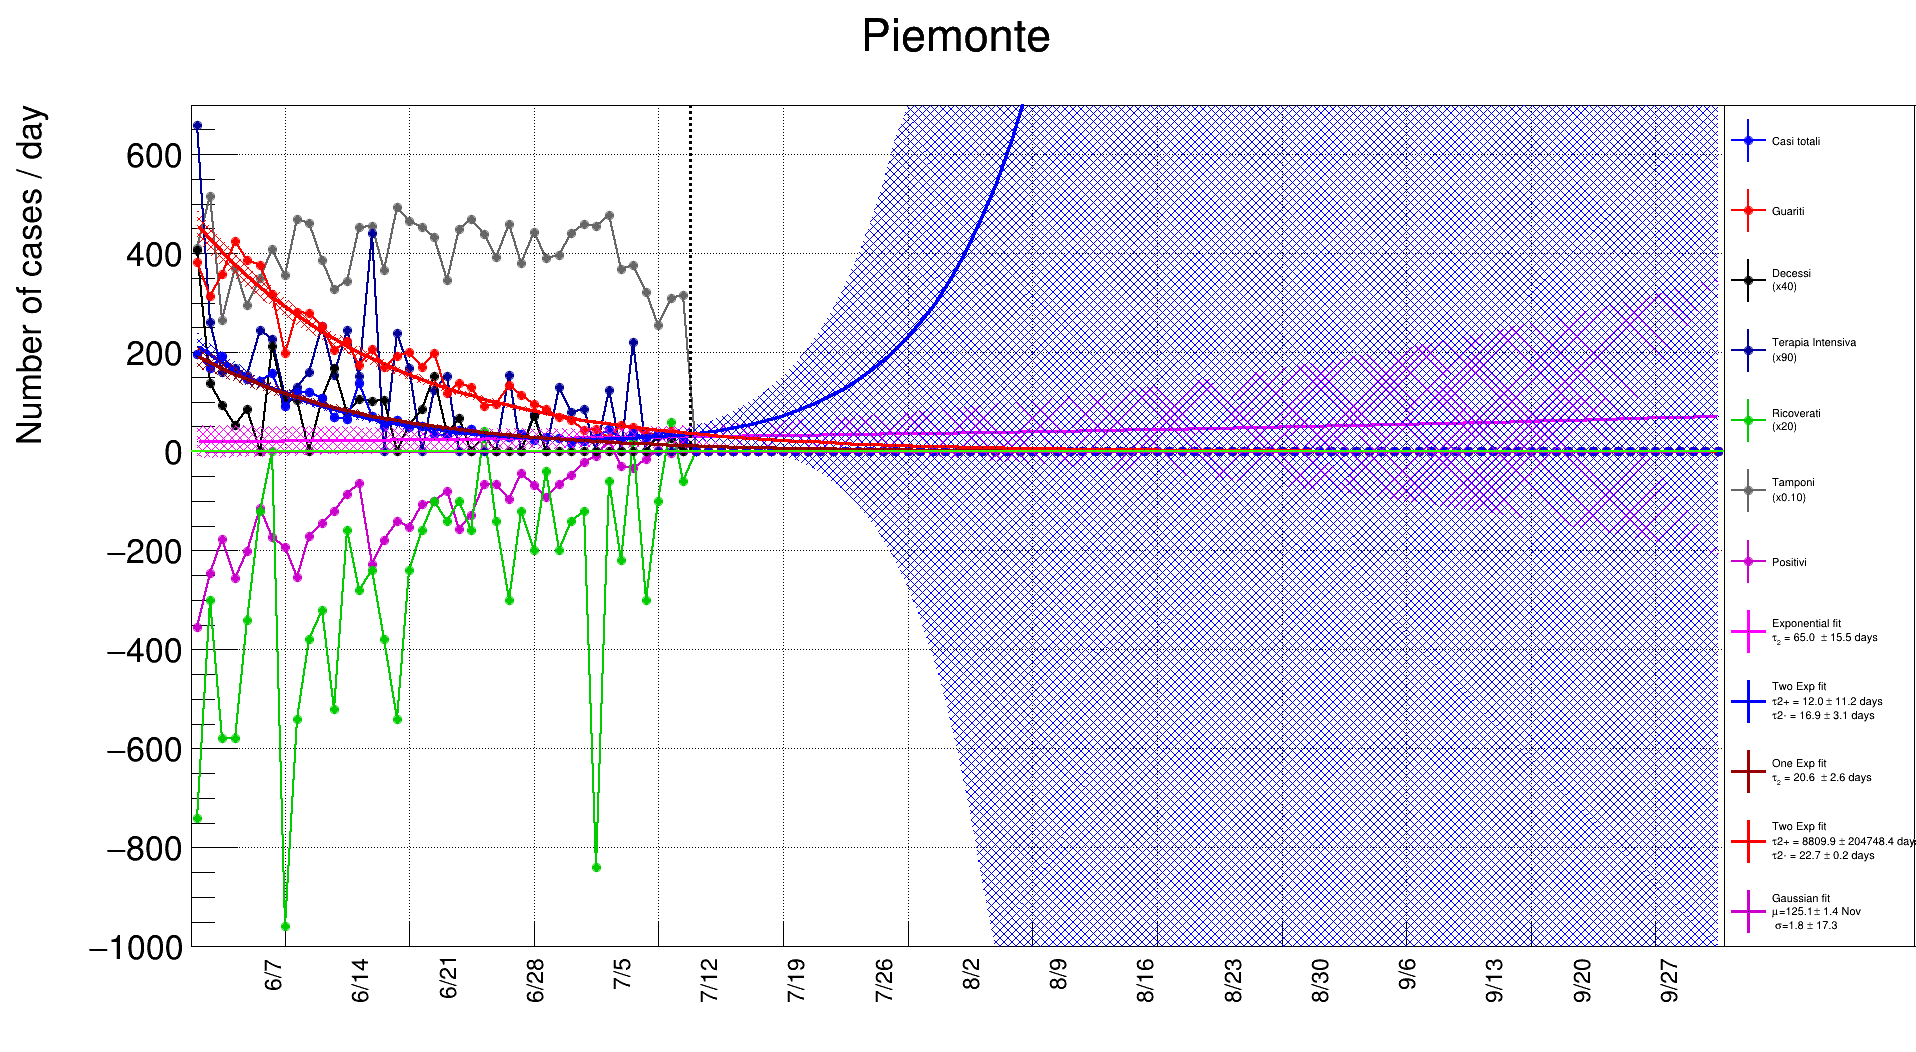 Piemonte
Number of cases / day
600
400
200
0
−200
−400
−600
−800
−1000
6/7
6/14
6/21
6/28
7/5
7/12
7/19
7/26
8/2
8/9
8/16
8/23
8/30
9/6
9/13
9/20
9/27
Casi totali
Guariti
Decessi
(x40)
Terapia Intensiva
(x90)
Ricoverati
(x20)
Tamponi
(x0.10)
Positivi
Exponential fit
τ₂ = 65.0 ± 15.5 days
Two Exp fit
τ2+ = 12.0 ± 11.2 days
τ2- = 16.9 ± 3.1 days
One Exp fit
τ₂ = 20.6 ± 2.6 days
Two Exp fit
τ2+ = 8809.9 ± 204748.4 day
τ2- = 22.7 ± 0.2 days
Gaussian fit
μ=125.1± 1.4 Nov
σ=1.8 ± 17.3